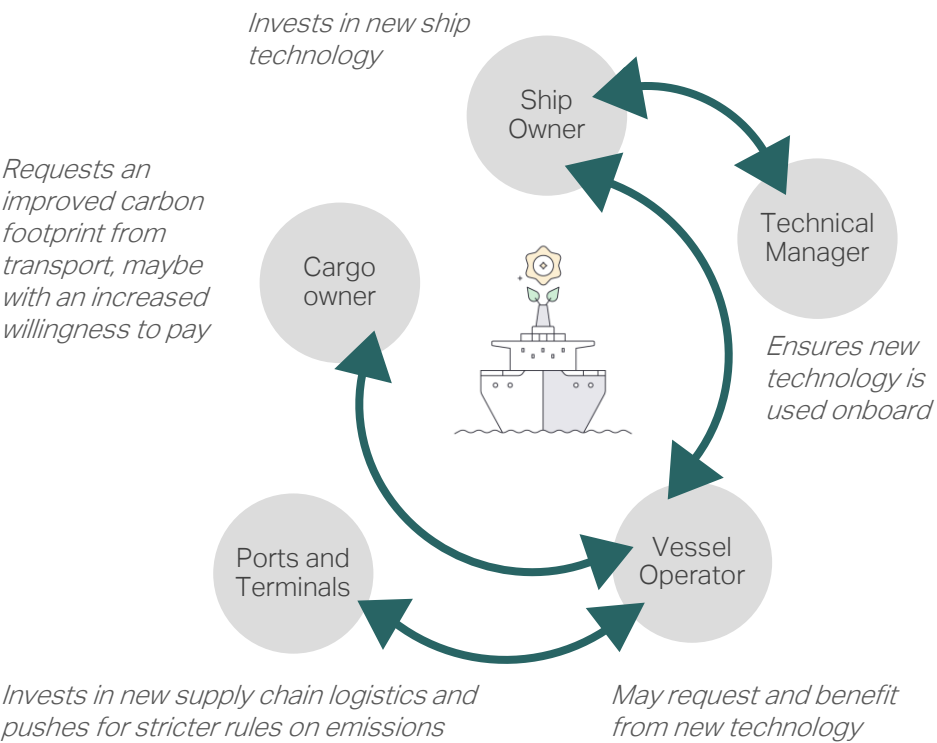 Invests in new ship
technology
Ship
Owner
Requests an
improved carbon
footprint from
transport, maybe
with an increased
willingness to pay
Technical
Manager
Cargo
owner
Ensures new
technology is
used onboard
Ports and
Terminals
Vessel
Operator
Invests in new supply chain logistics and
pushes for stricter rules on emissions
May request and benefit
from new technology